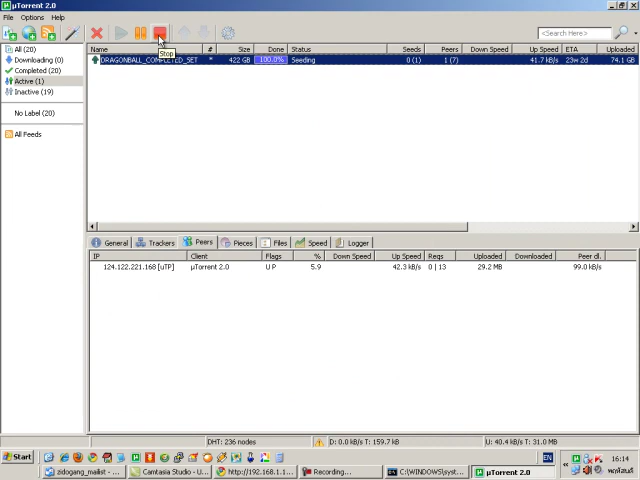 µTorrent 2.0
File Options Help
<Search Here>
Stop
All (20)
Downloading (0)
Completed (20)
Active (1)
Inactive (19)
No Label (20)
All Feeds
Name # Size Done Status Seeds Peers Down Speed Up Speed ETA Uploaded
DRAGONBALL_COMPLETED_SET * 422 GB 100.0% Seeding 0 (1) 1 (7) 41.7 kB/s 23w 2d 74.1 GB
General Trackers Peers Pieces Files Speed Logger
IP Client Flags % Down Speed Up Speed Reqs Uploaded Downloaded Peer dl.
124.122.221.168 [uTP] µTorrent 2.0 U P 5.9 42.3 kB/s 0 | 13 29.2 MB 99.0 kB/s
DHT: 236 nodes D: 0.0 kB/s T: 159.7 kB U: 40.4 kB/s T: 31.0 MB
Start EN 16:14
zidogang_mailist - ... Camtasia Studio - U... http://192.168.1.1... Recording... C:\WINDOWS\syst... µTorrent 2.0 พฤหัสบดี